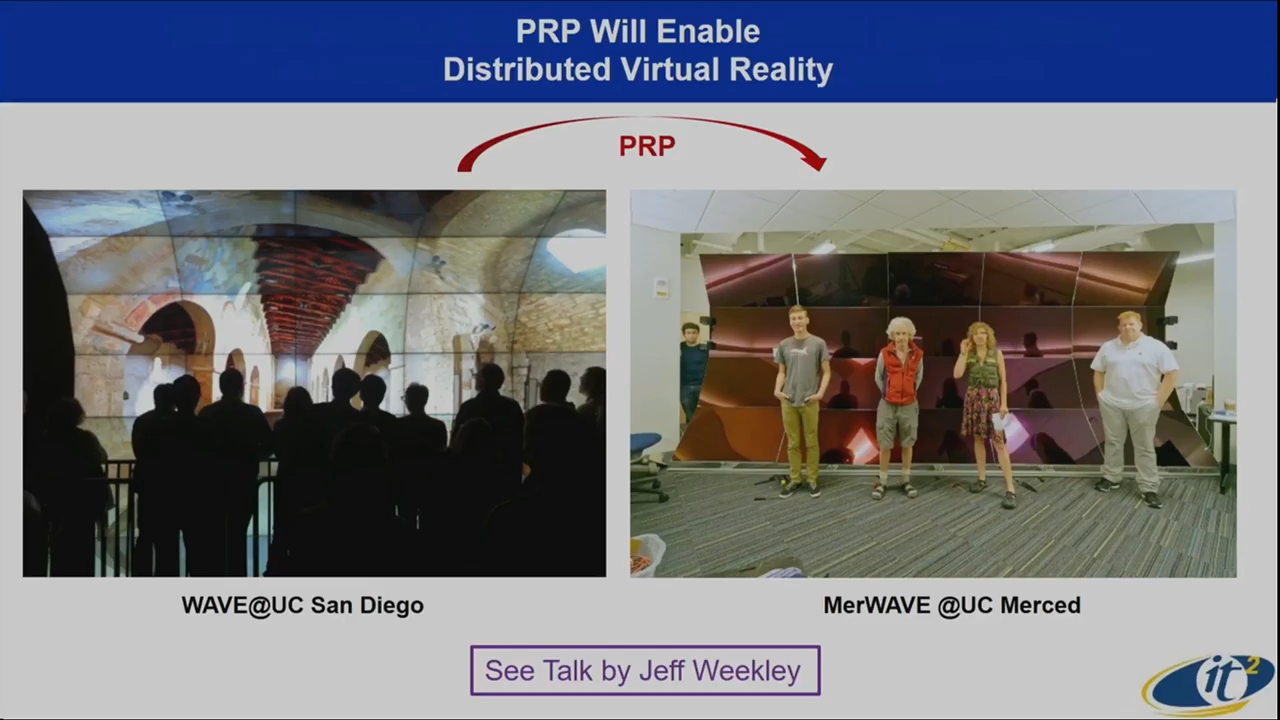 PRP Will Enable
Distributed Virtual Reality
PRP
WAVE@UC San Diego
MerWAVE @UC Merced
See Talk by Jeff Weekley
it2